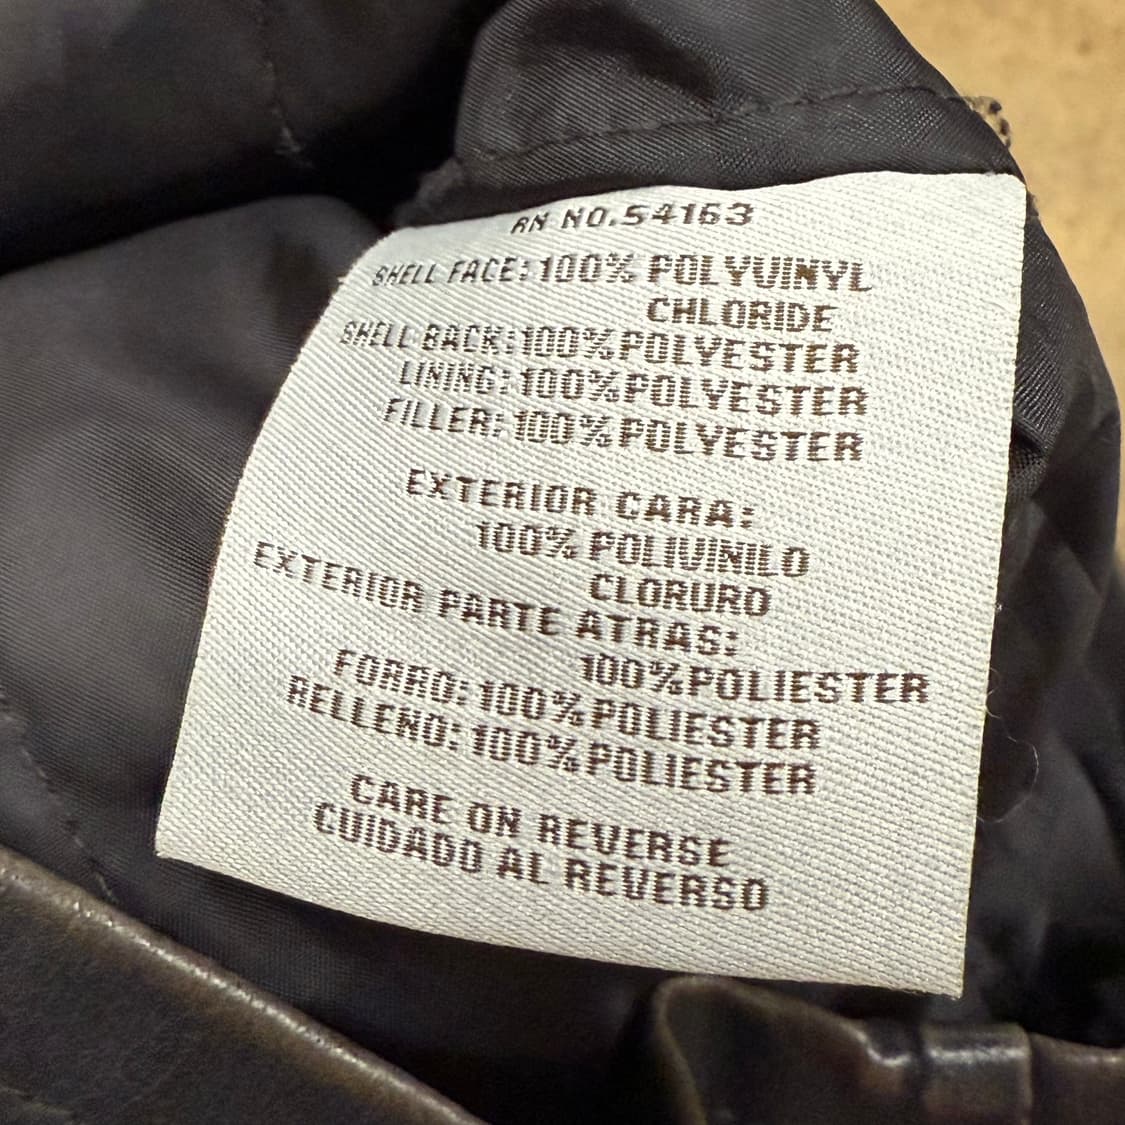 RN NO.54163
SHELL FACE: 100% POLYVINYL
CHLORIDE
SHELL BACK: 100% POLYESTER
LINING: 100% POLYESTER
FILLER: 100% POLYESTER
EXTERIOR CARA:
100% POLIVINILO
CLORURO
EXTERIOR PARTE ATRAS:
100% POLIESTER
FORRO: 100% POLIESTER
RELLENO: 100% POLIESTER
CARE ON REVERSE
CUIDADO AL REVERSO